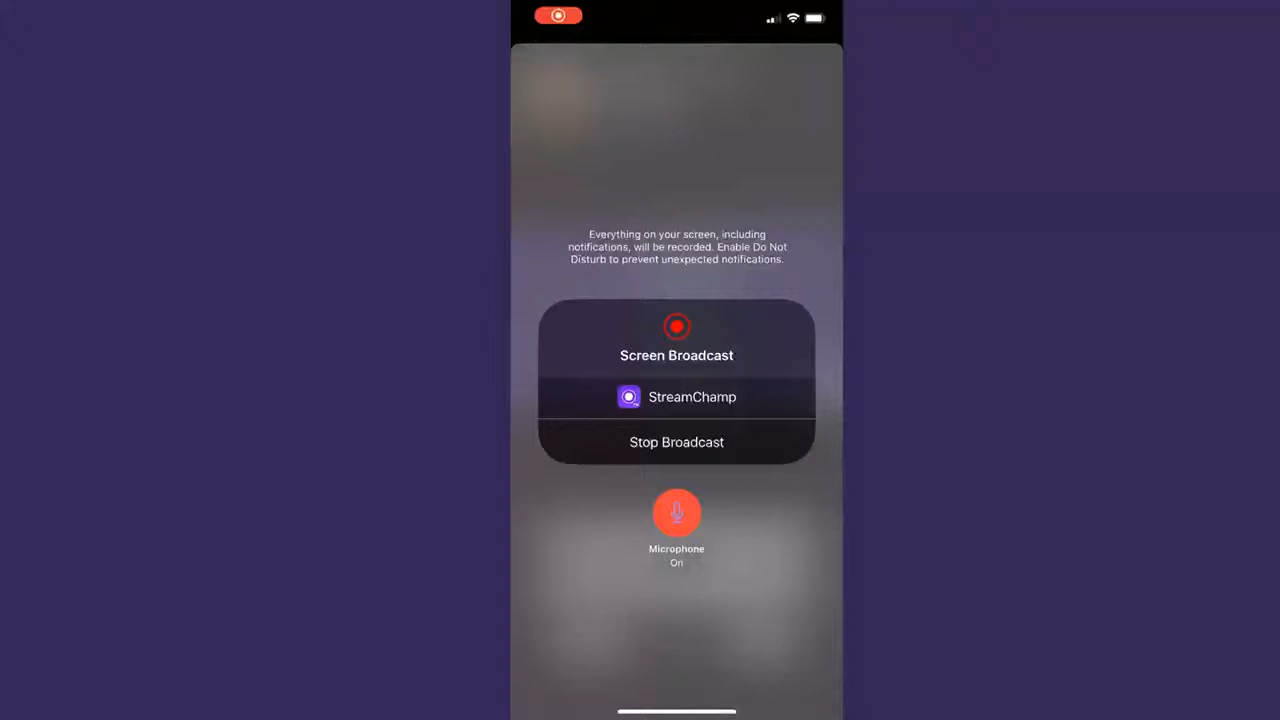 Everything on your screen, including
notifications, will be recorded. Enable Do Not
Disturb to prevent unexpected notifications.
Screen Broadcast
StreamChamp
Stop Broadcast
Microphone
On